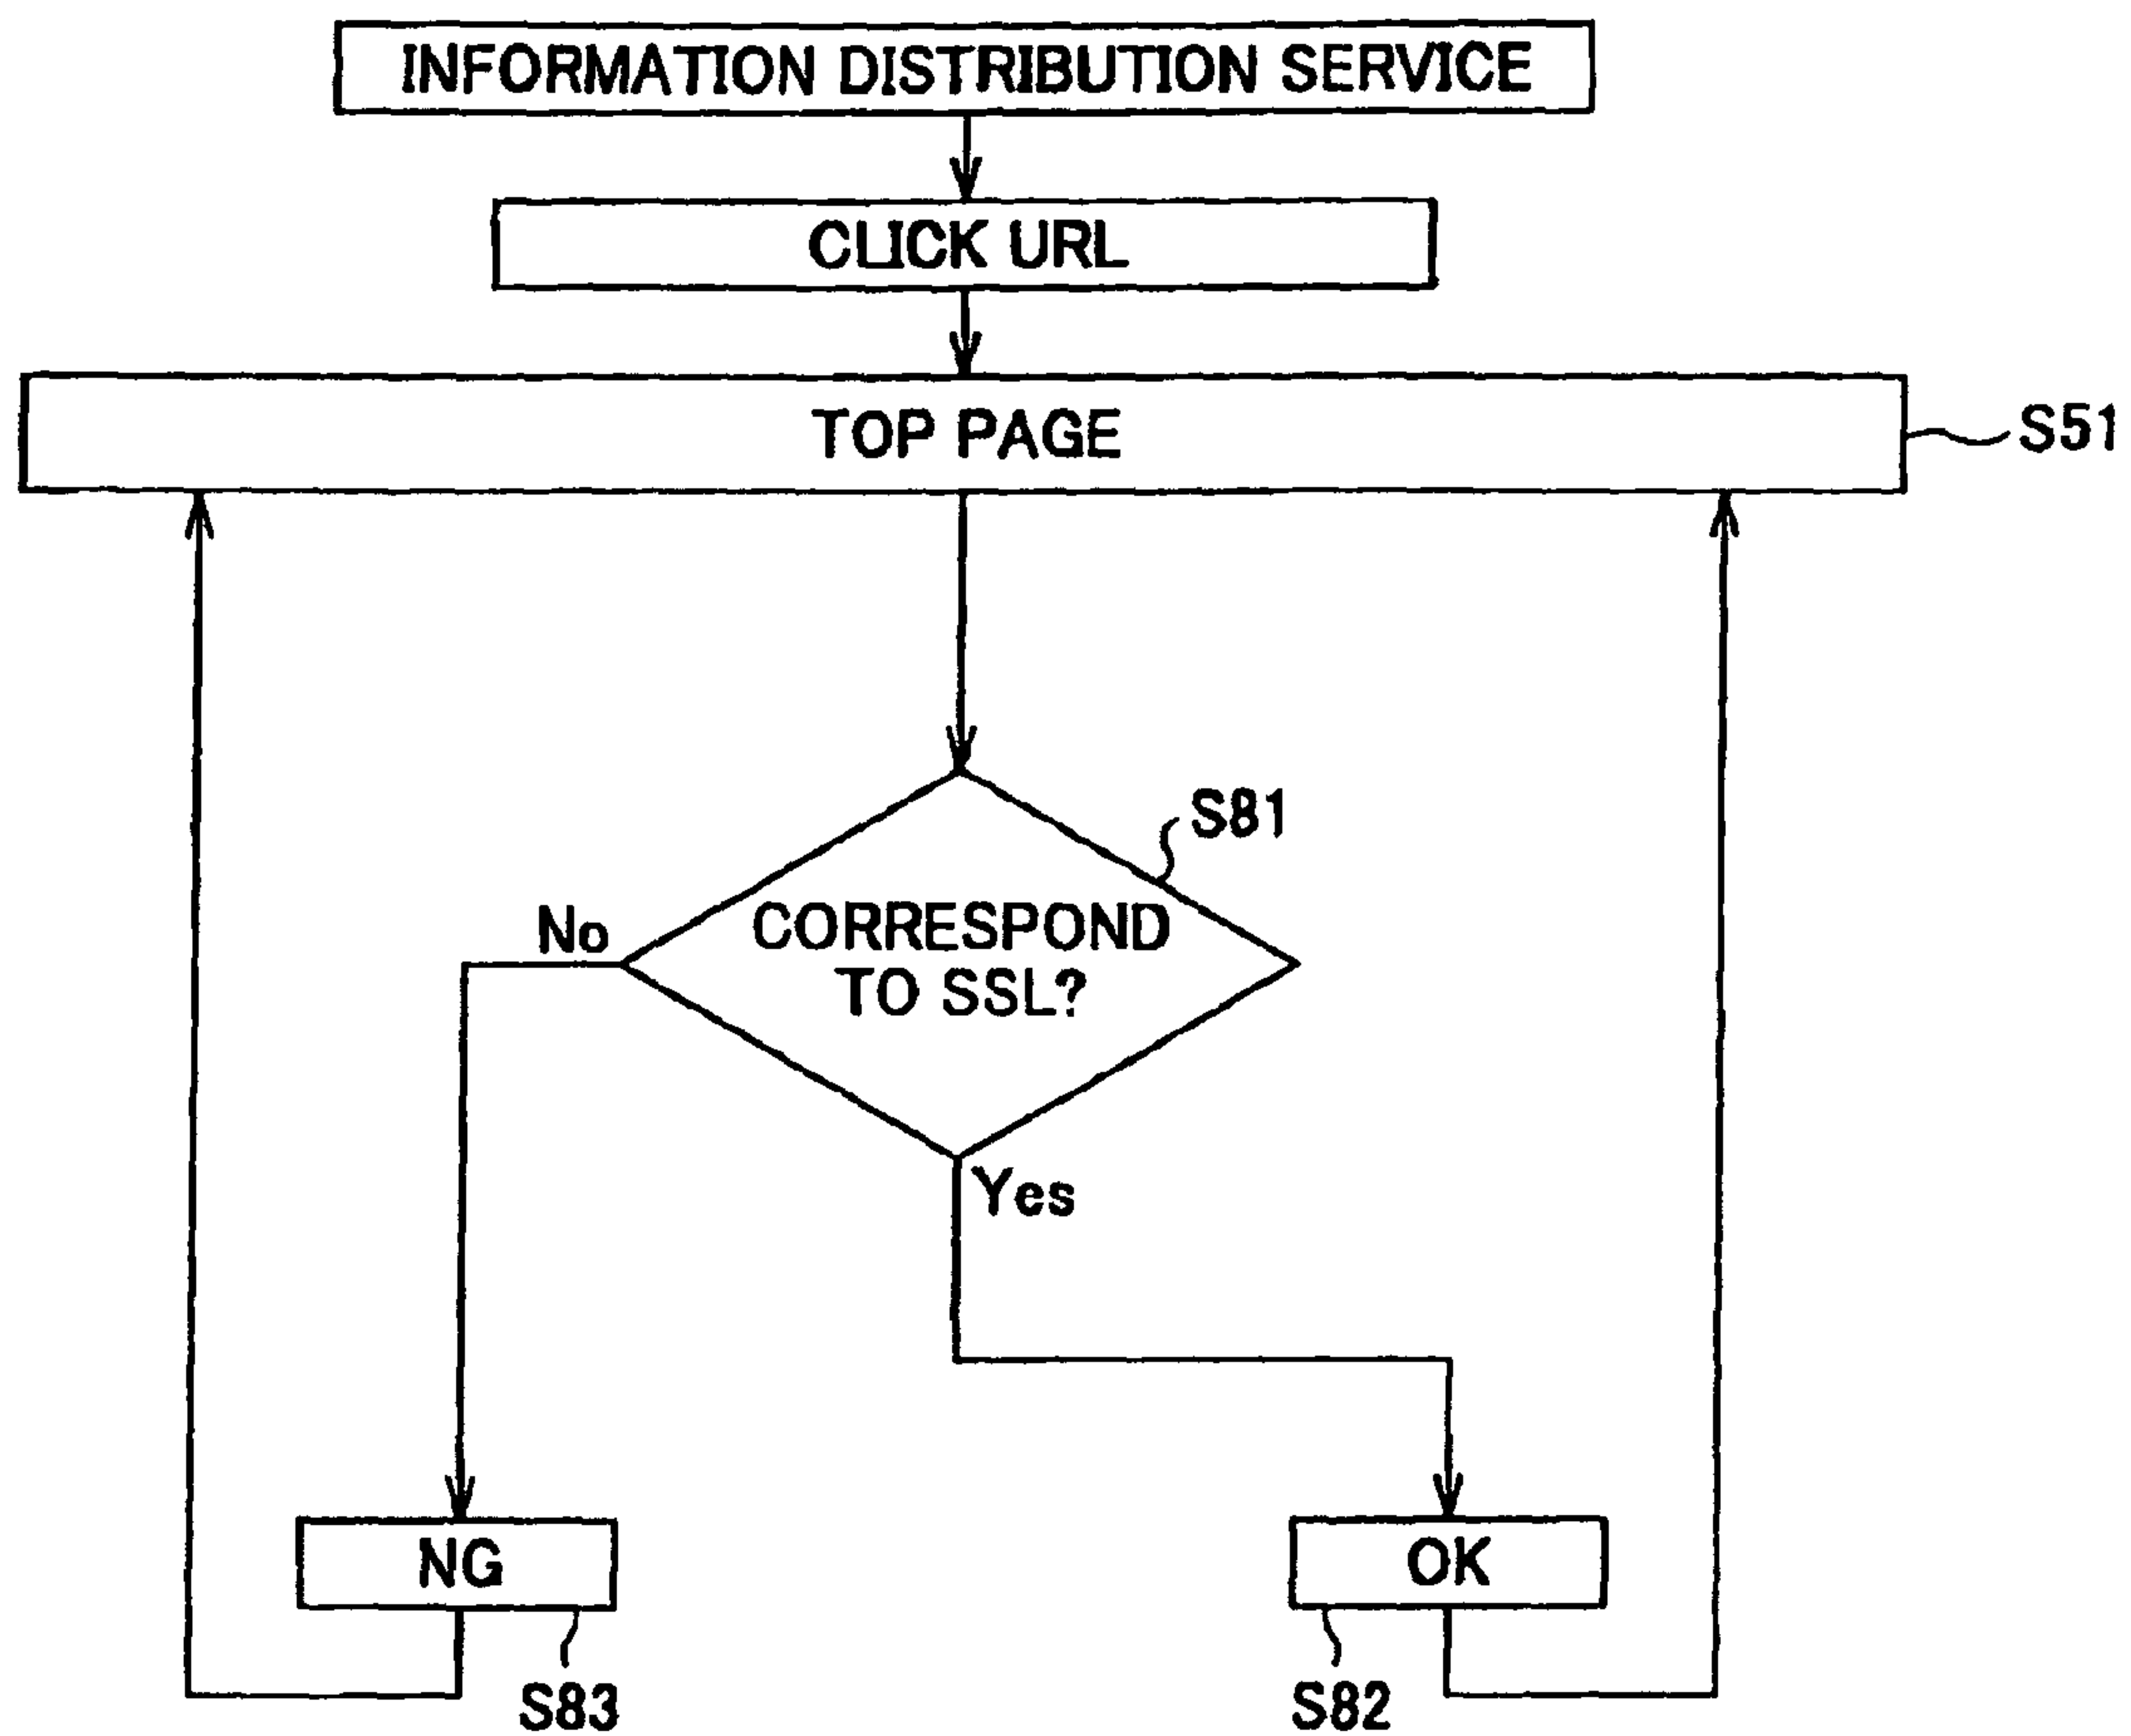 INFORMATION DISTRIBUTION SERVICE
CLICK URL
TOP PAGE
S51
S81
No
CORRESPOND
TO SSL?
Yes
NG
OK
S83
S82